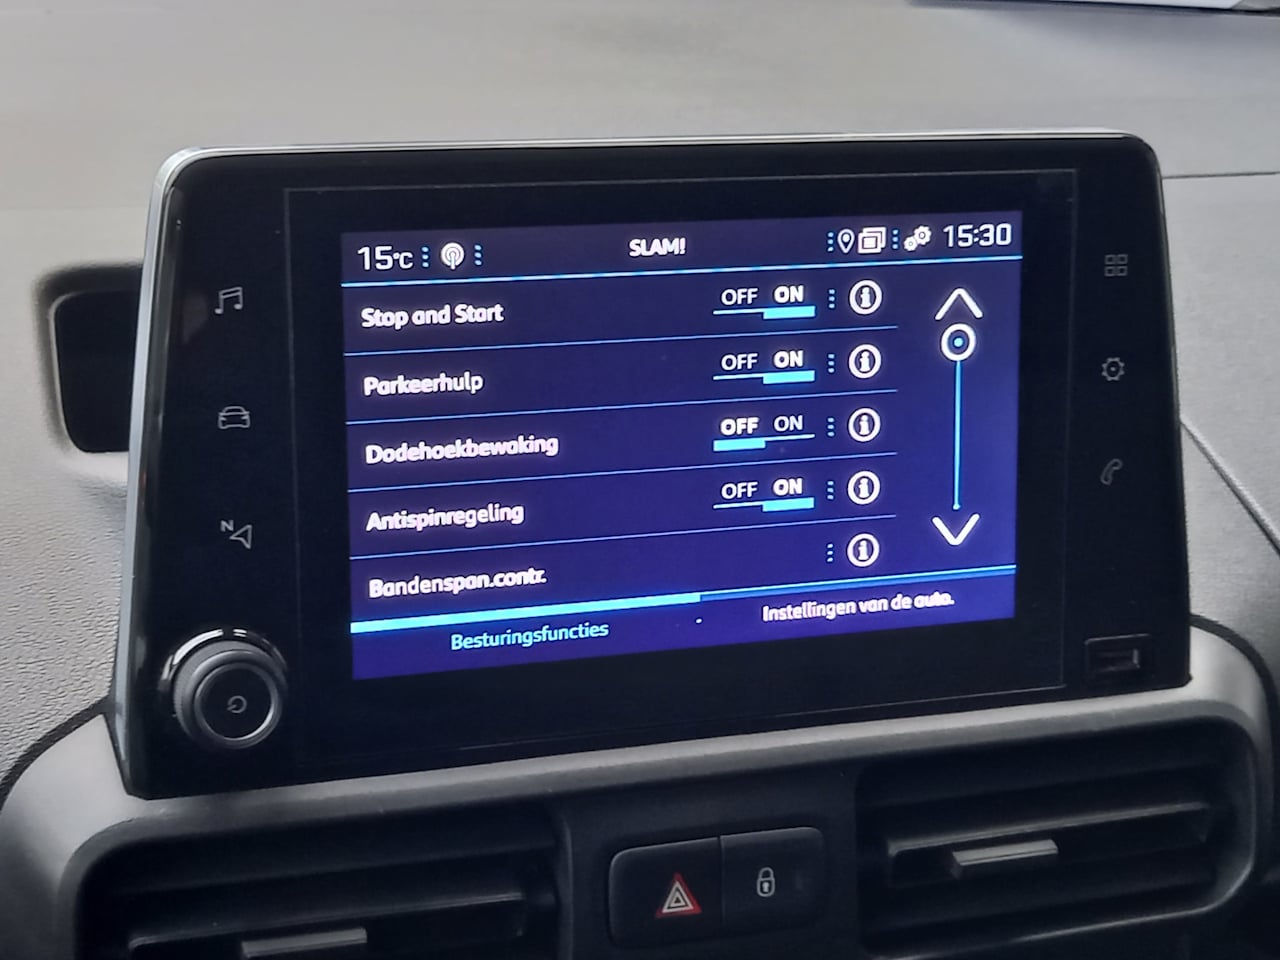 15°C SLAM! 15:30
Stop and Start OFF ON
Parkeerhulp OFF ON
Dodehoekbewaking OFF ON
Antispinregeling OFF ON
Bandenspan.contr.
Besturingsfuncties Instellingen van de auto.
N